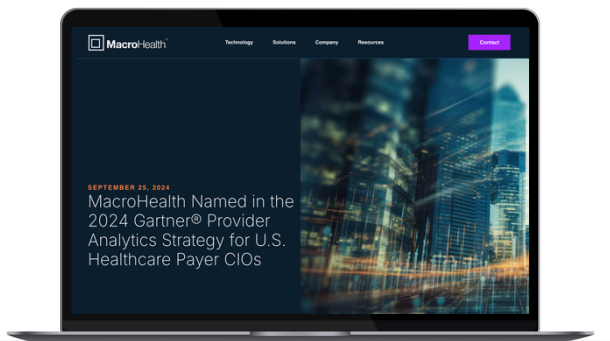 MacroHealth
Technology
Solutions
Company
Resources
Contact
SEPTEMBER 25, 2024
MacroHealth Named in the
2024 Gartner® Provider
Analytics Strategy for U.S.
Healthcare Payer CIOs